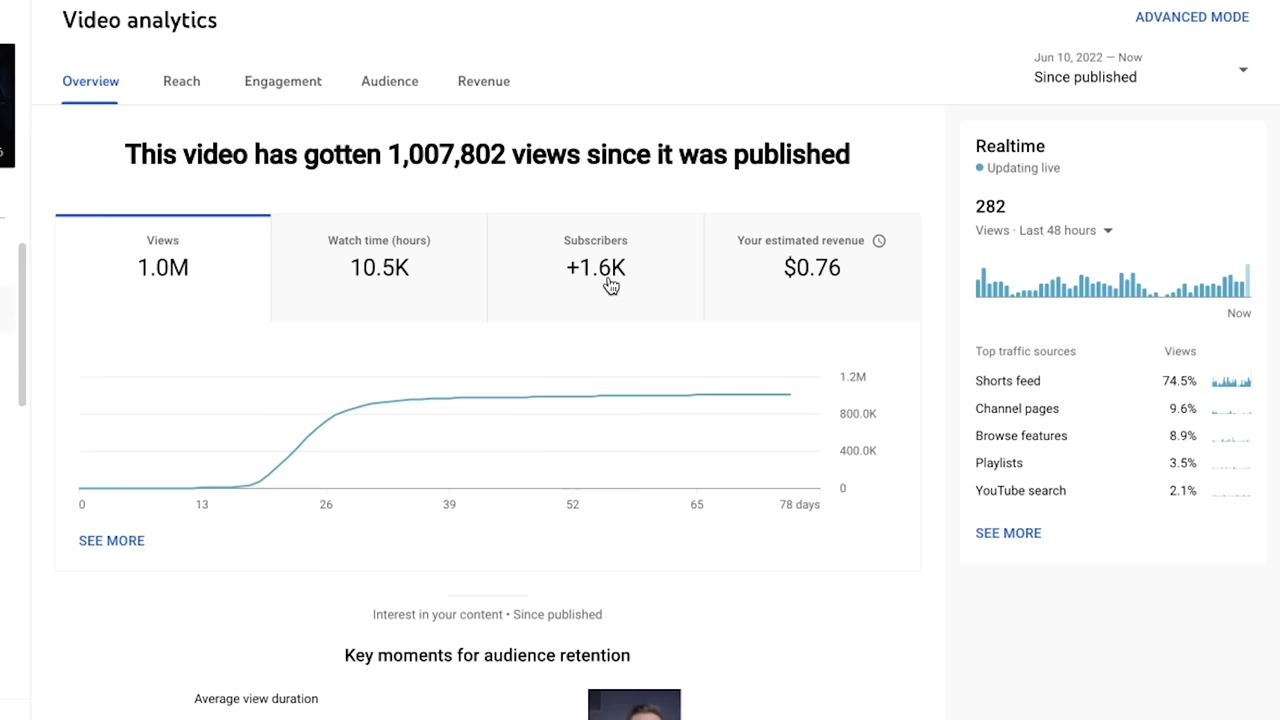 Video analytics
ADVANCED MODE
Jun 10, 2022 — Now
Since published
Overview Reach Engagement Audience Revenue
This video has gotten 1,007,802 views since it was published
Views Watch time (hours) Subscribers Your estimated revenue
1.0M 10.5K +1.6K $0.76
1.2M
800.0K
400.0K
0
0 13 26 39 52 65 78 days
SEE MORE
Interest in your content • Since published
Key moments for audience retention
Average view duration
Realtime
Updating live
282
Views · Last 48 hours
Now
Top traffic sources Views
Shorts feed 74.5%
Channel pages 9.6%
Browse features 8.9%
Playlists 3.5%
YouTube search 2.1%
SEE MORE